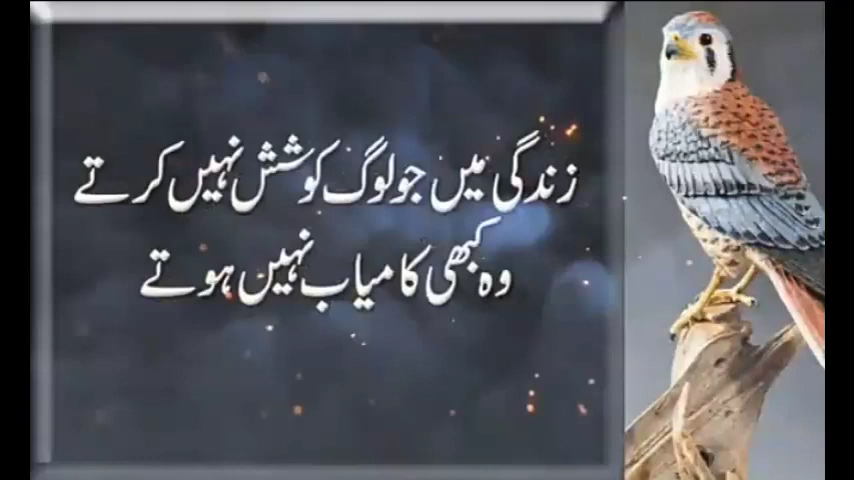 زندگی میں جو لوگ کوشش نہیں کرتے
وہ کبھی کامیاب نہیں ہوتے